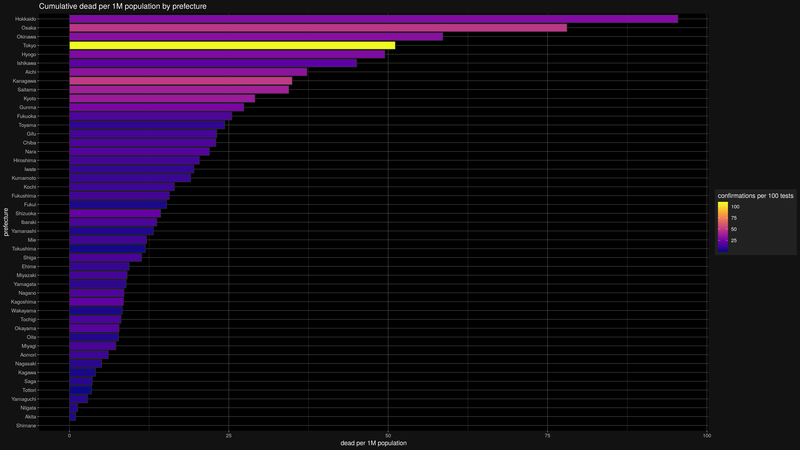 Cumulative dead per 1M population by prefecture
prefecture
Hokkaido
Osaka
Okinawa
Tokyo
Hyogo
Ishikawa
Aichi
Kanagawa
Saitama
Kyoto
Gunma
Fukuoka
Toyama
Gifu
Chiba
Nara
Hiroshima
Iwate
Kumamoto
Kochi
Fukushima
Fukui
Shizuoka
Ibaraki
Yamanashi
Mie
Tokushima
Shiga
Ehime
Miyazaki
Yamagata
Nagano
Kagoshima
Wakayama
Tochigi
Okayama
Oita
Miyagi
Aomori
Nagasaki
Kagawa
Saga
Tottori
Yamaguchi
Niigata
Akita
Shimane
0 25 50 75 100
dead per 1M population
confirmations per 100 tests
100
75
50
25